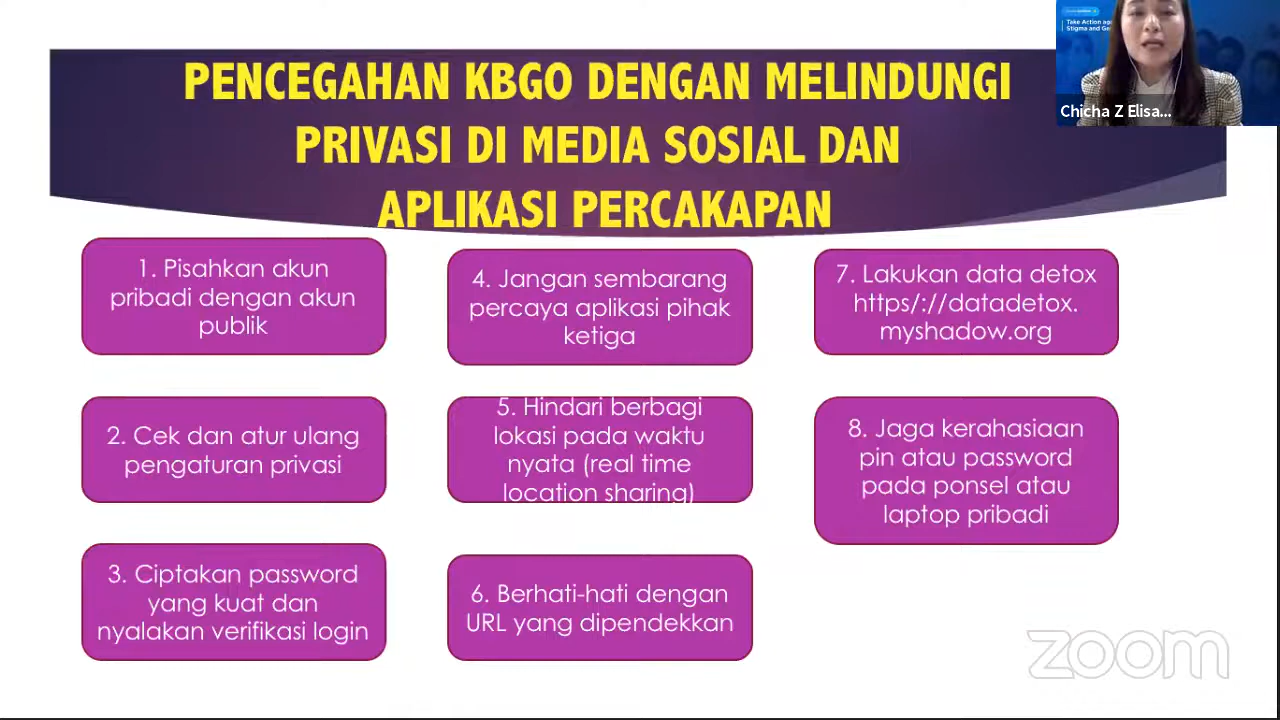 PENCEGAHAN KBGO DENGAN MELINDUNGI
PRIVASI DI MEDIA SOSIAL DAN
APLIKASI PERCAKAPAN
Take Action
Stigma and
Chicha Z Elisa...
1. Pisahkan akun
pribadi dengan akun
publik
2. Cek dan atur ulang
pengaturan privasi
3. Ciptakan password
yang kuat dan
nyalakan verifikasi login
4. Jangan sembarang
percaya aplikasi pihak
ketiga
5. Hindari berbagi
lokasi pada waktu
nyata (real time
location sharing)
6. Berhati-hati dengan
URL yang dipendekkan
7. Lakukan data detox
https/://datadetox.
myshadow.org
8. Jaga kerahasiaan
pin atau password
pada ponsel atau
laptop pribadi
zoom